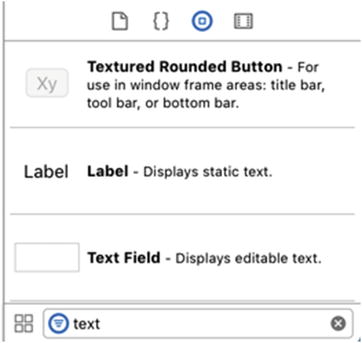 Xy
Textured Rounded Button - For
use in window frame areas: title bar,
tool bar, or bottom bar.
Label
Label - Displays static text.
Text Field - Displays editable text.
text